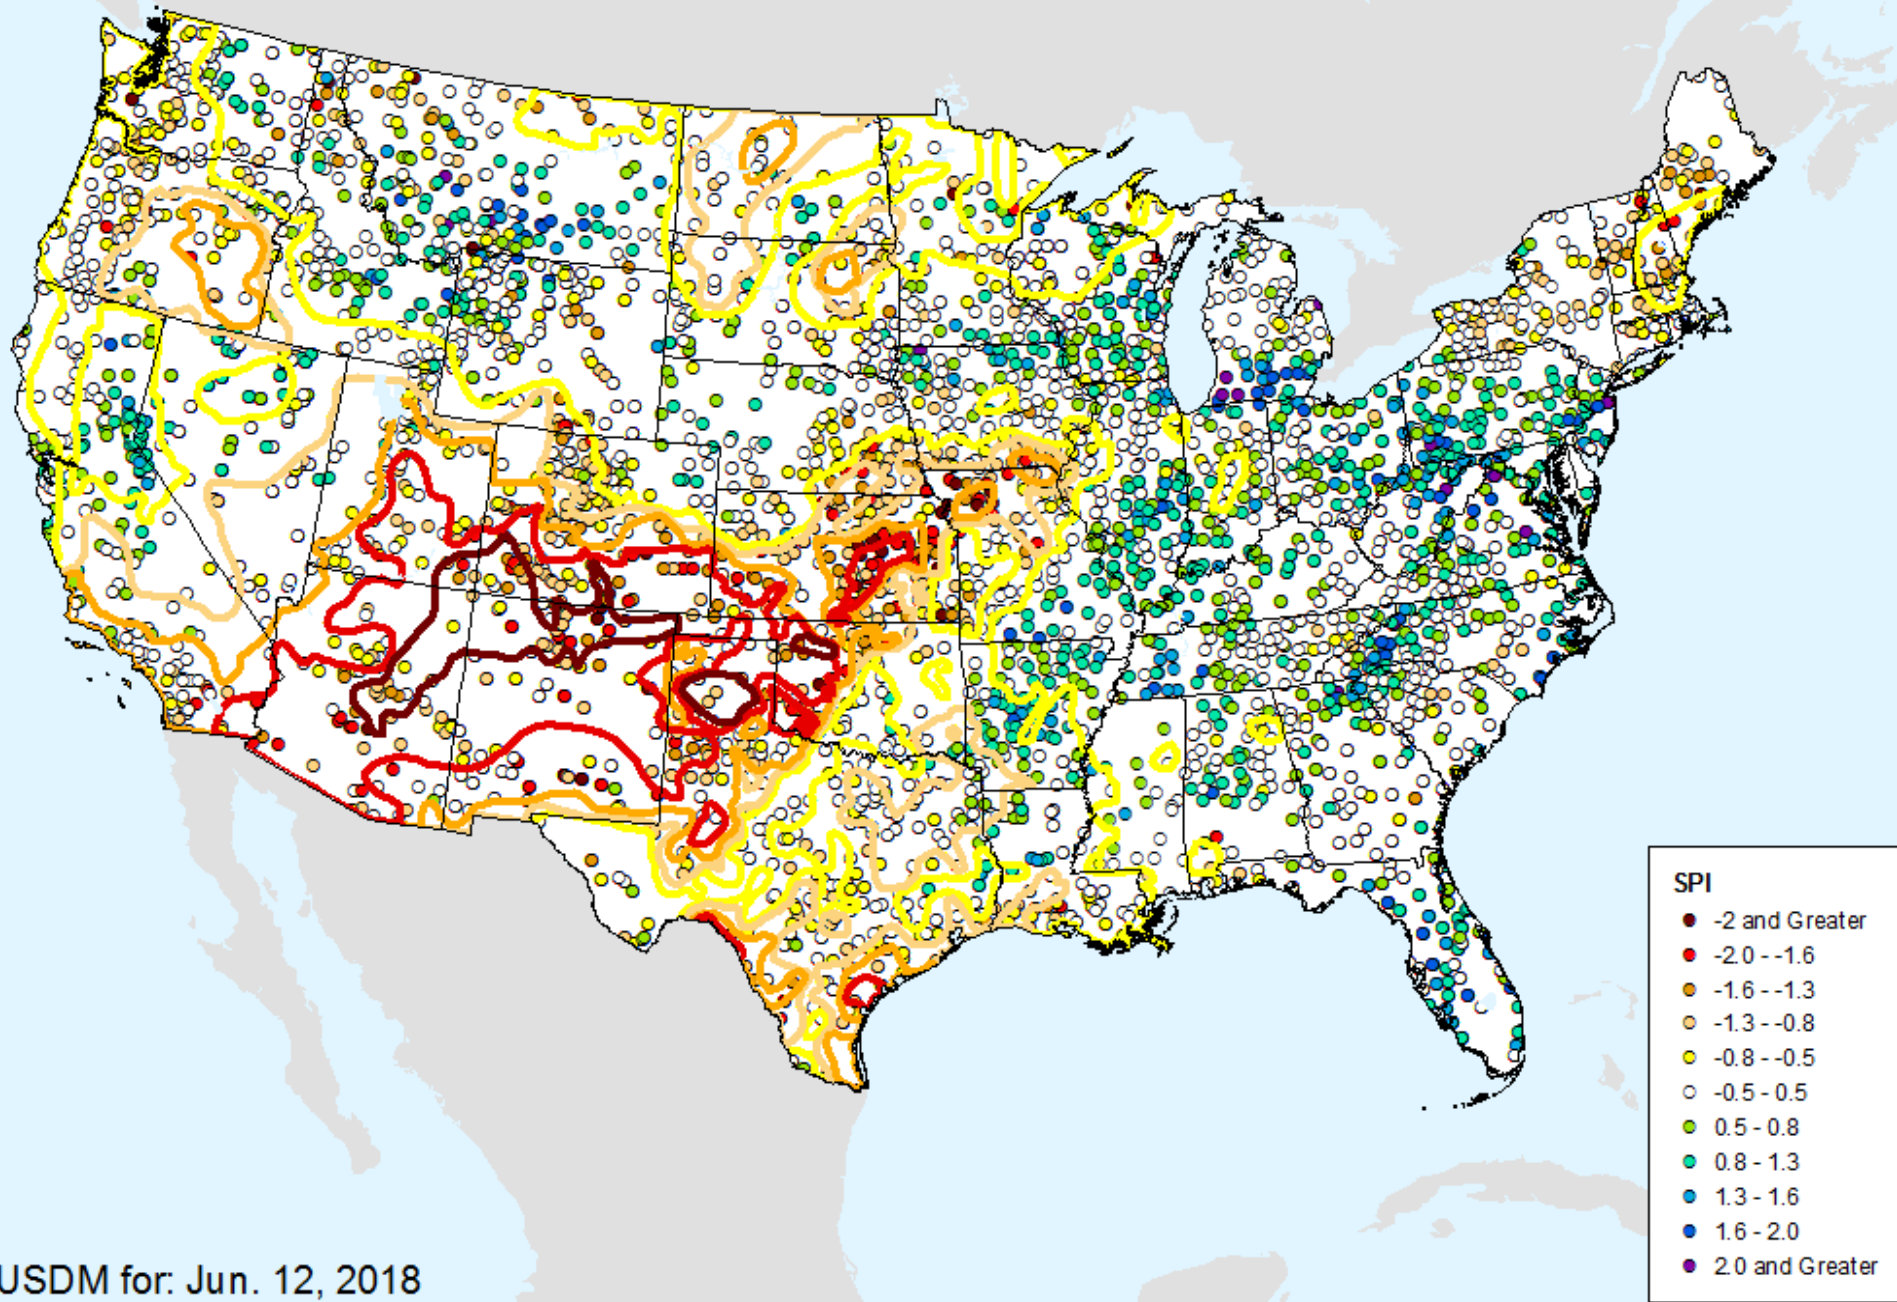 SPI
-2 and Greater
-2.0 - -1.6
-1.6 - -1.3
-1.3 - -0.8
-0.8 - -0.5
-0.5 - 0.5
0.5 - 0.8
0.8 - 1.3
1.3 - 1.6
1.6 - 2.0
2.0 and Greater
USDM for: Jun. 12, 2018